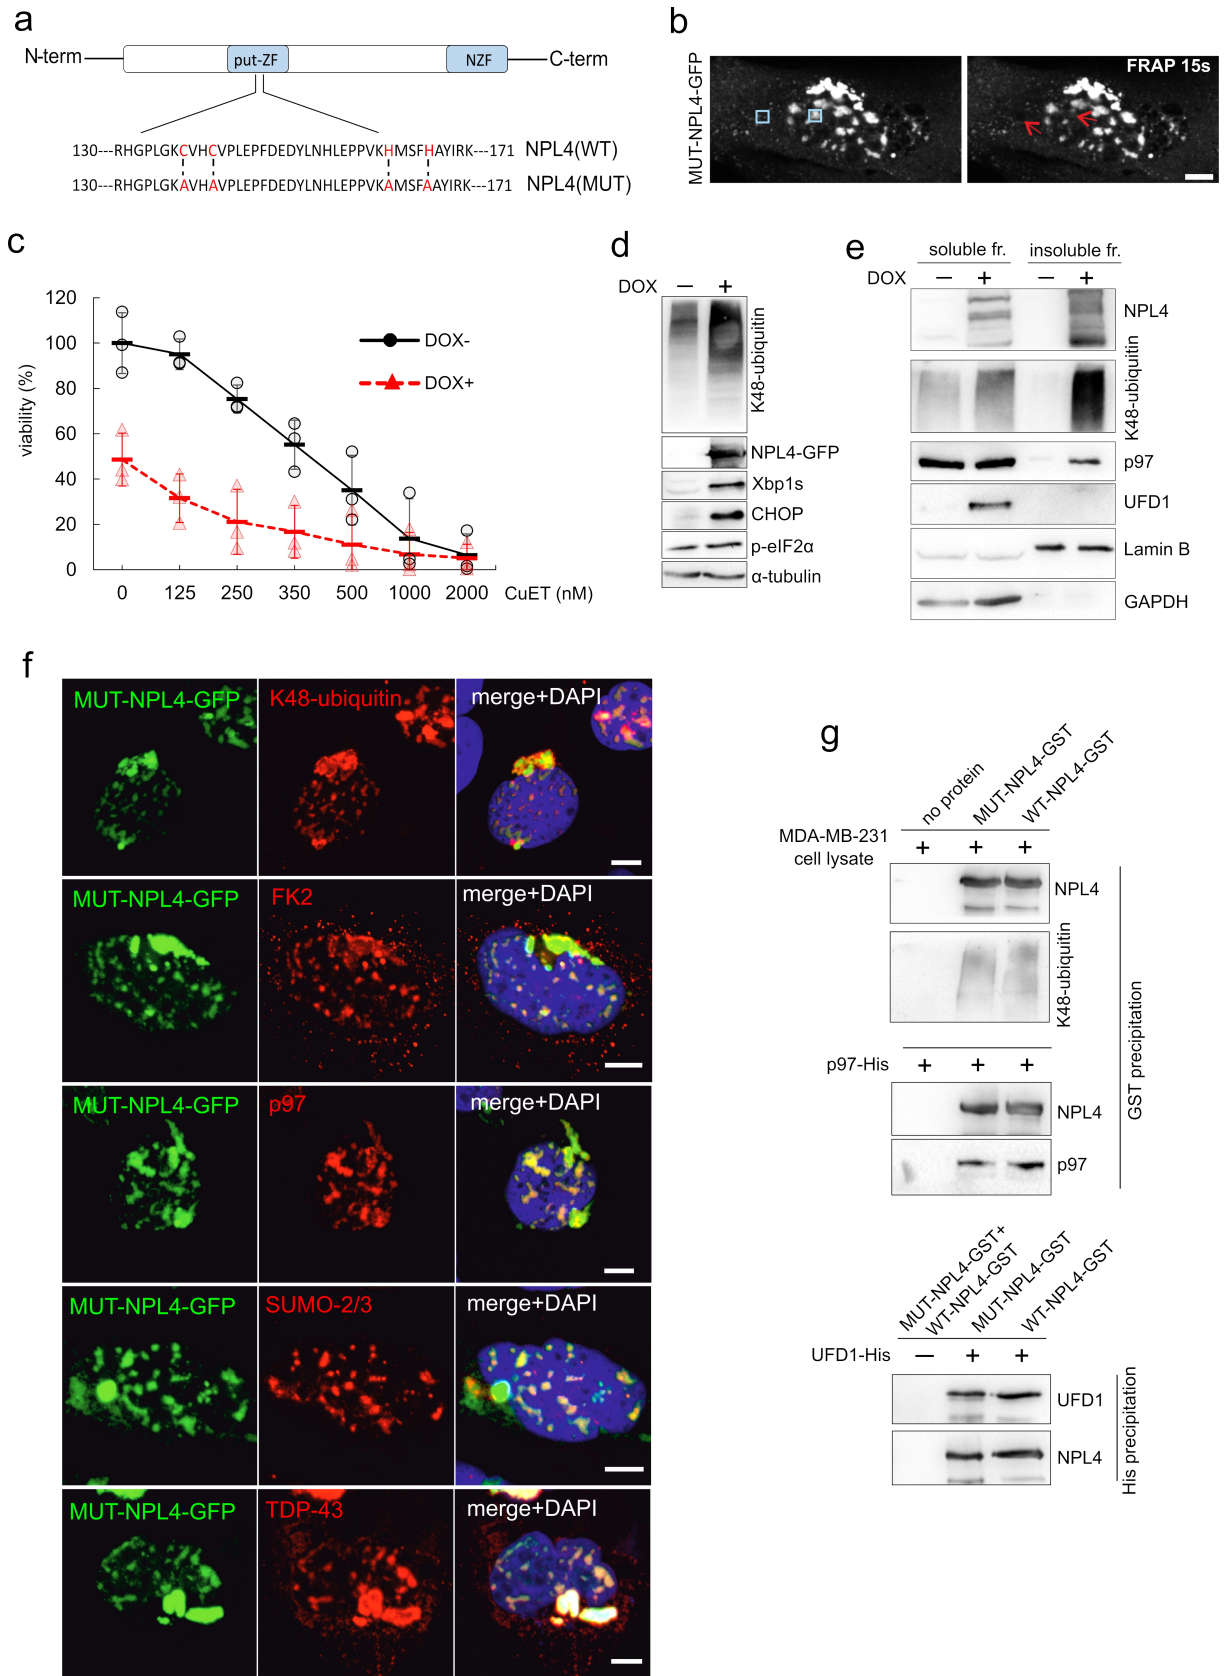 a
N-term
put-ZF
NZF
C-term
130---RHGPLGKCVHCVPLEPFDEDYLNHLEPPVKHMSFHAYIRK---171 NPL4(WT)
130---RHGPLGKAVHAVPLEPFDEDYLNHLEPPVKAMSFAAYIRK---171 NPL4(MUT)
b
MUT-NPL4-GFP
FRAP 15s
c
viability (%)
120
100
80
60
40
20
0
DOX-
DOX+
0 125 250 350 500 1000 2000 CuET (nM)
d
DOX − +
K48-ubiquitin
NPL4-GFP
Xbp1s
CHOP
p-eIF2α
α-tubulin
e
soluble fr. insoluble fr.
DOX − + − +
NPL4
K48-ubiquitin
p97
UFD1
Lamin B
GAPDH
f
MUT-NPL4-GFP K48-ubiquitin merge+DAPI
MUT-NPL4-GFP FK2 merge+DAPI
MUT-NPL4-GFP p97 merge+DAPI
MUT-NPL4-GFP SUMO-2/3 merge+DAPI
MUT-NPL4-GFP TDP-43 merge+DAPI
g
no protein
MUT-NPL4-GST
WT-NPL4-GST
MDA-MB-231
cell lysate
+ + +
NPL4
K48-ubiquitin
p97-His + + +
NPL4
p97
GST precipitation
MUT-NPL4-GST+
WT-NPL4-GST
MUT-NPL4-GST
WT-NPL4-GST
UFD1-His − + +
UFD1
NPL4
His precipitation